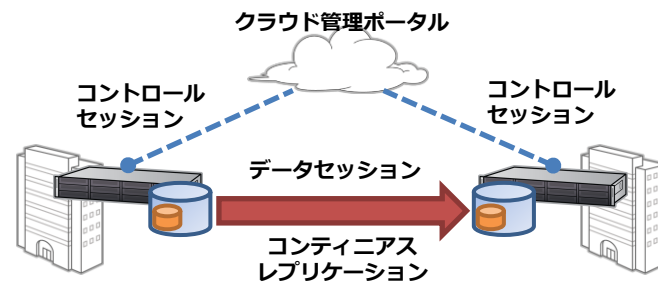 クラウド管理ポータル
コントロール
セッション
コントロール
セッション
データセッション
コンティニアス
レプリケーション